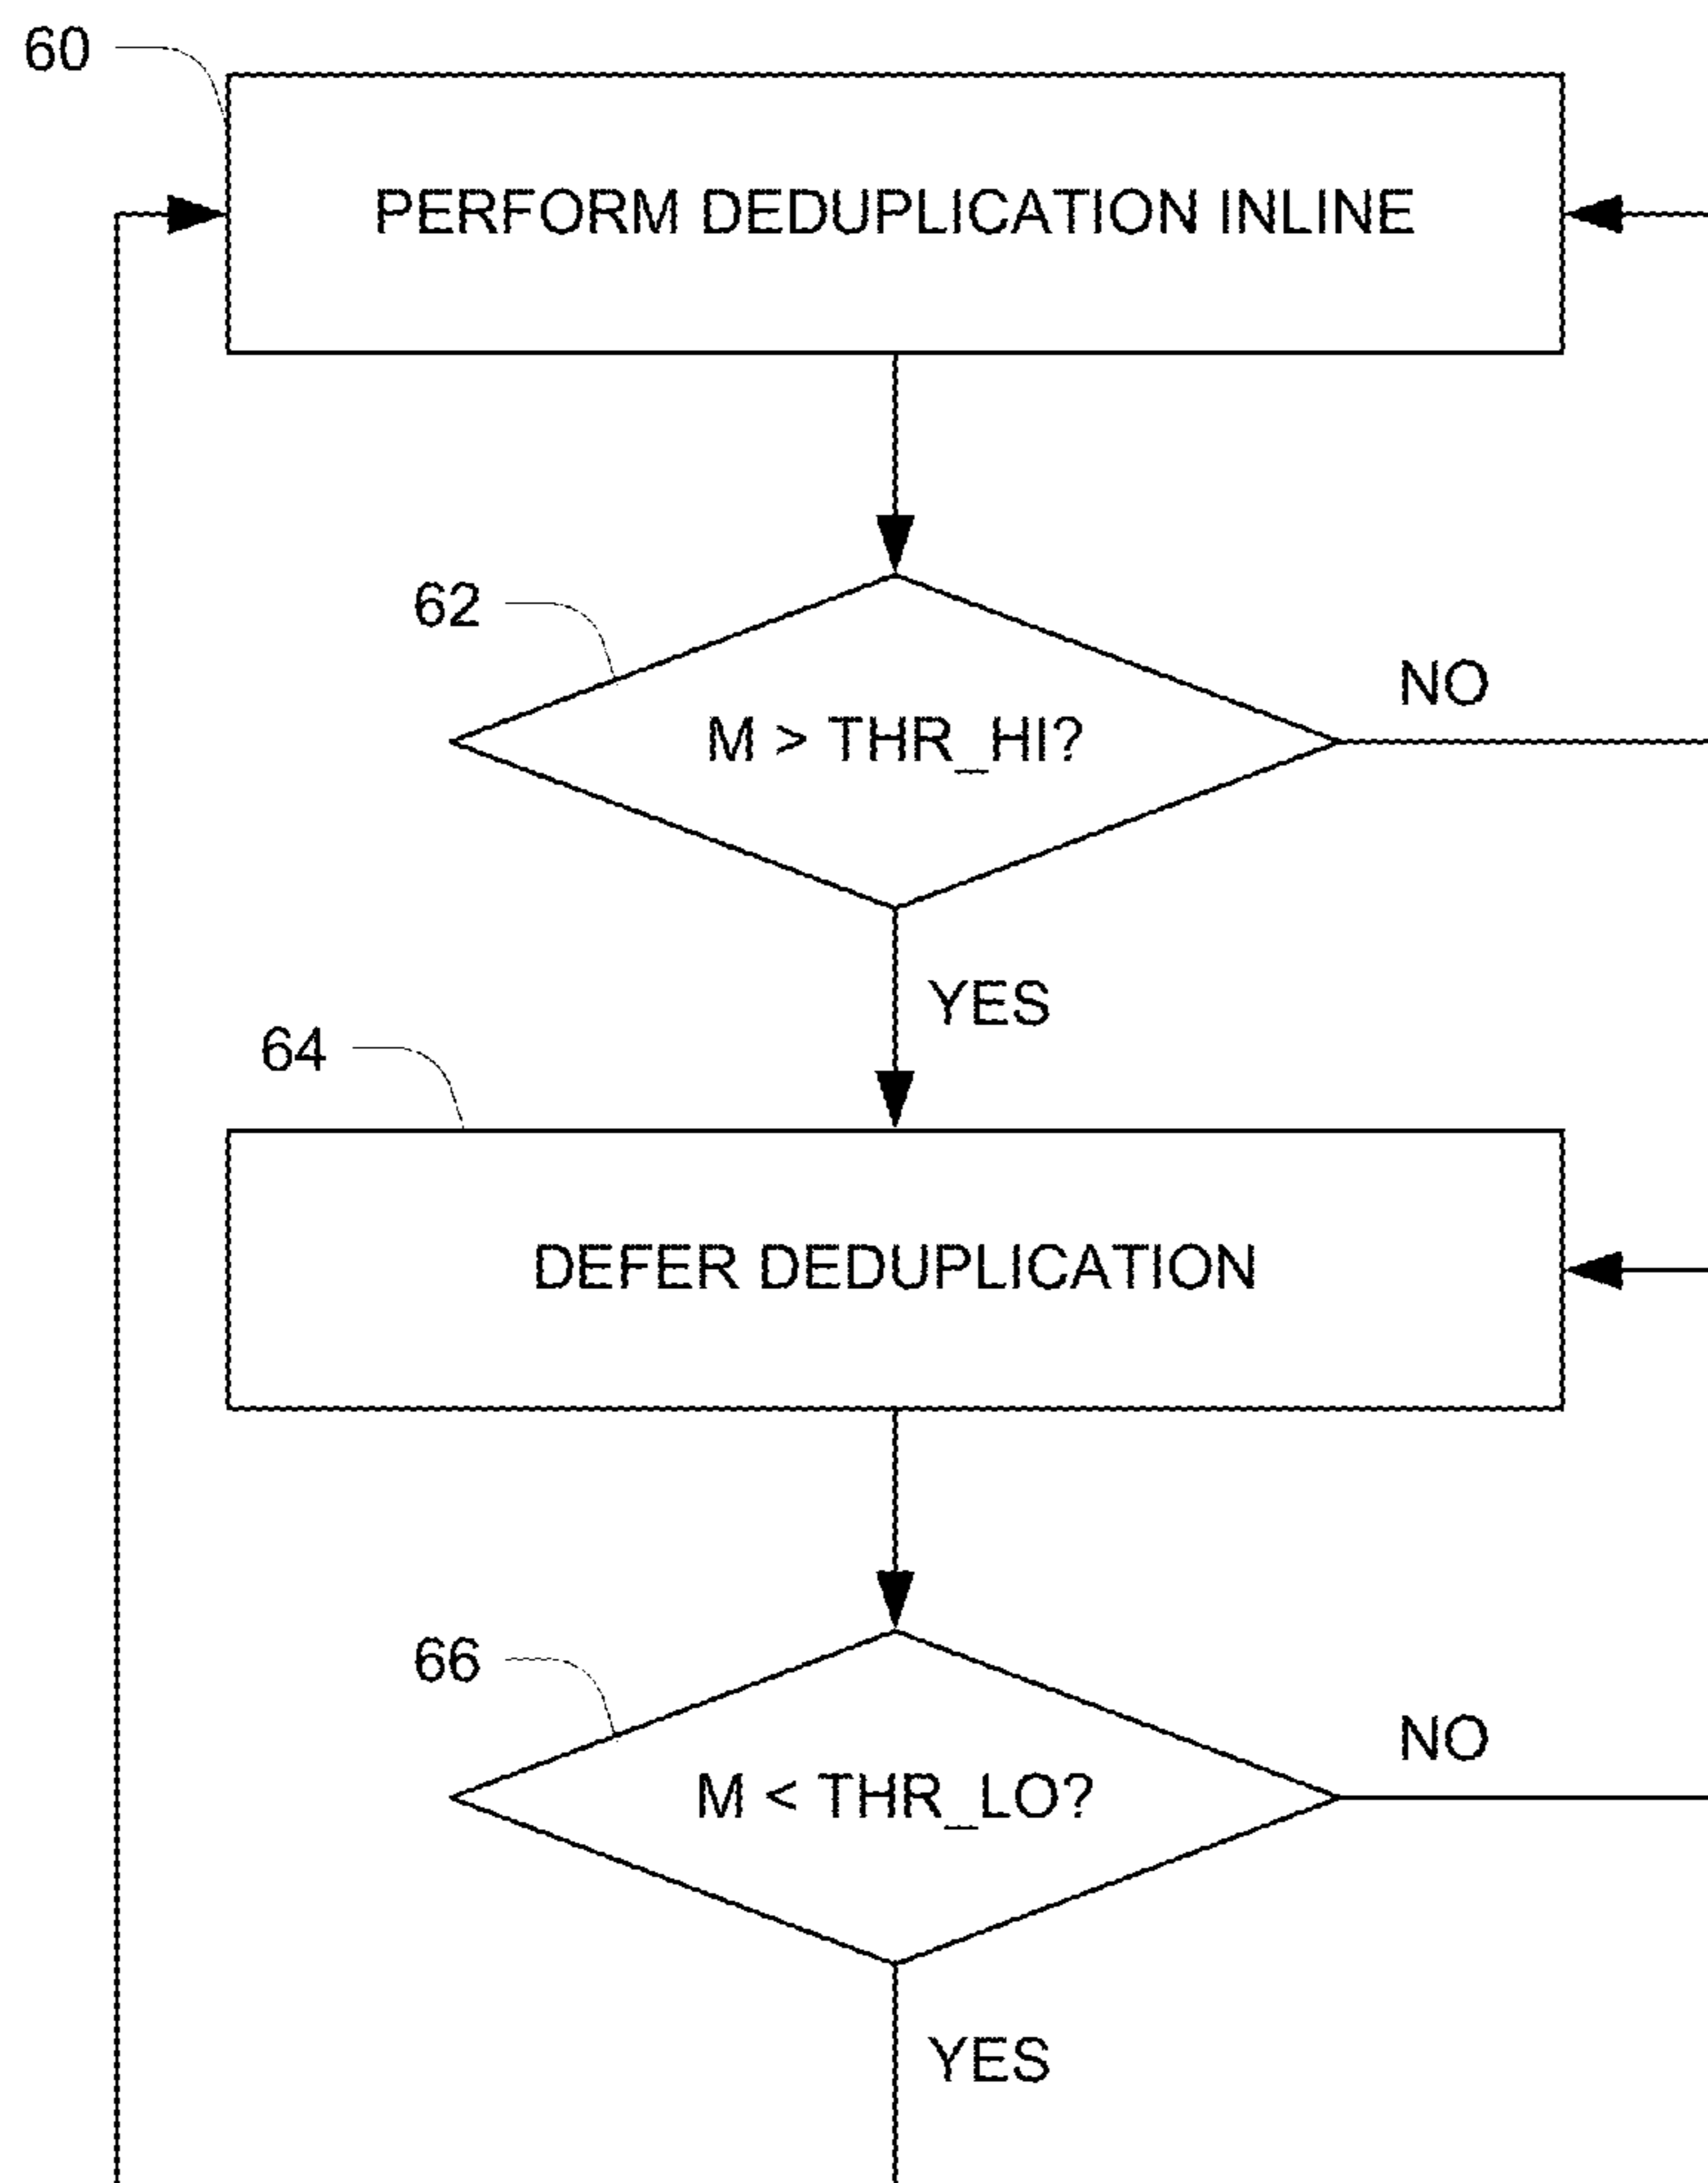 60
PERFORM DEDUPLICATION INLINE
62
M > THR_HI?
NO
YES
64
DEFER DEDUPLICATION
66
M < THR_LO?
NO
YES